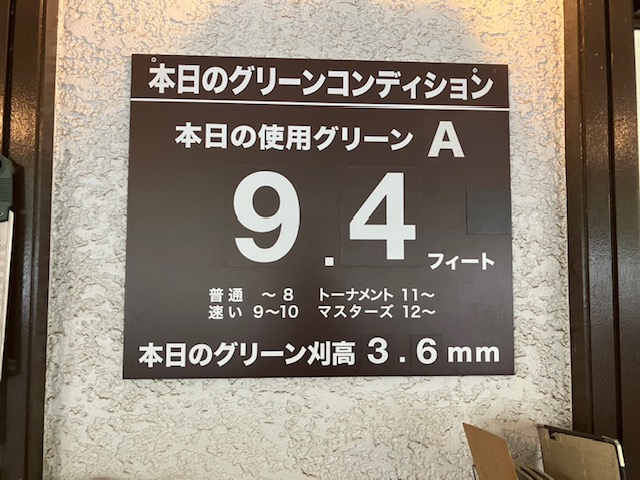 本日のグリーンコンディション
本日の使用グリーン A
9.4 フィート
普通 ～8 トーナメント 11～
速い 9～10 マスターズ 12～
本日のグリーン刈高 3.6mm